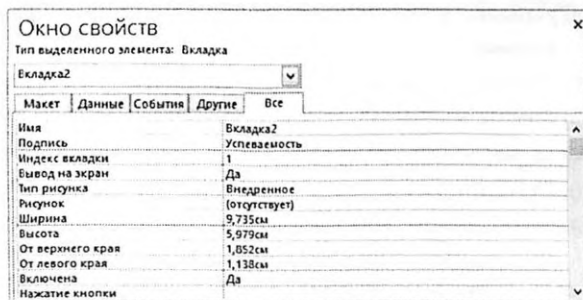 Окно свойств
Тип выделенного элемента: Вкладка
Вкладка2
Макет Данные События Другие Все
Имя Вкладка2
Подпись Успеваемость
Индекс вкладки 1
Вывод на экран Да
Тип рисунка Внедренное
Рисунок (отсутствует)
Ширина 9,735см
Высота 5,979см
От верхнего края 1,852см
От левого края 1,138см
Включена Да
Нажатие кнопки